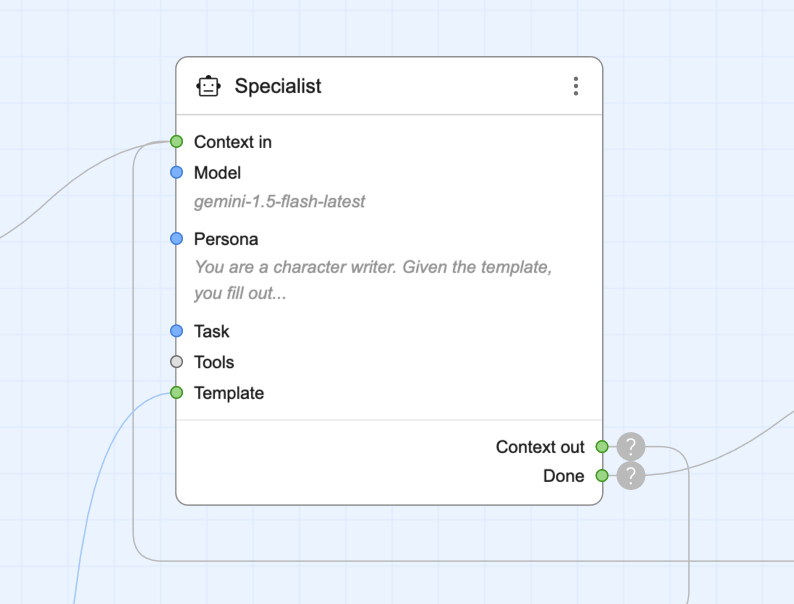 Specialist
Context in
Model
gemini-1.5-flash-latest
Persona
You are a character writer. Given the template,
you fill out...
Task
Tools
Template
Context out
?
Done
?